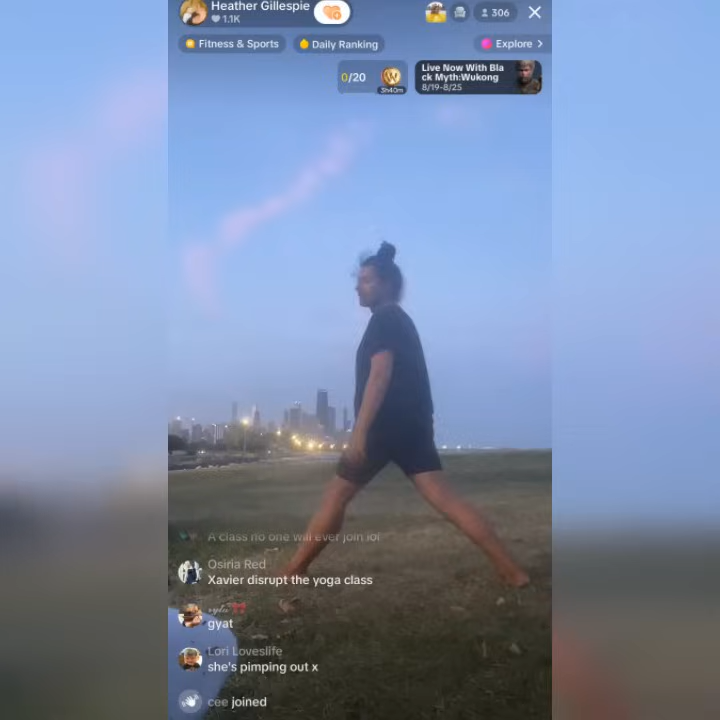 Heather Gillespie
1.1K
306
Fitness & Sports
Daily Ranking
Explore
0/20
3h40m
Live Now With Bla
ck Myth:Wukong
8/19-8/25
A class no one will ever join lol
Osiria Red
Xavier disrupt the yoga class
gyat
Lori Loveslife
she's pimping out x
cee joined